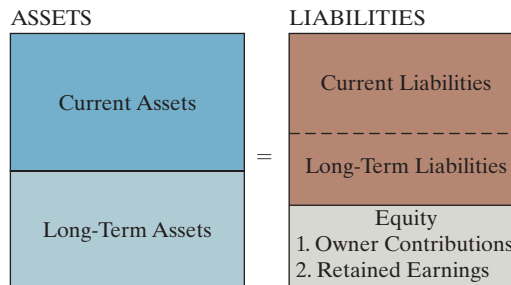 ASSETS
Current Assets
Long-Term Assets
=
LIABILITIES
Current Liabilities
Long-Term Liabilities
Equity
1. Owner Contributions
2. Retained Earnings